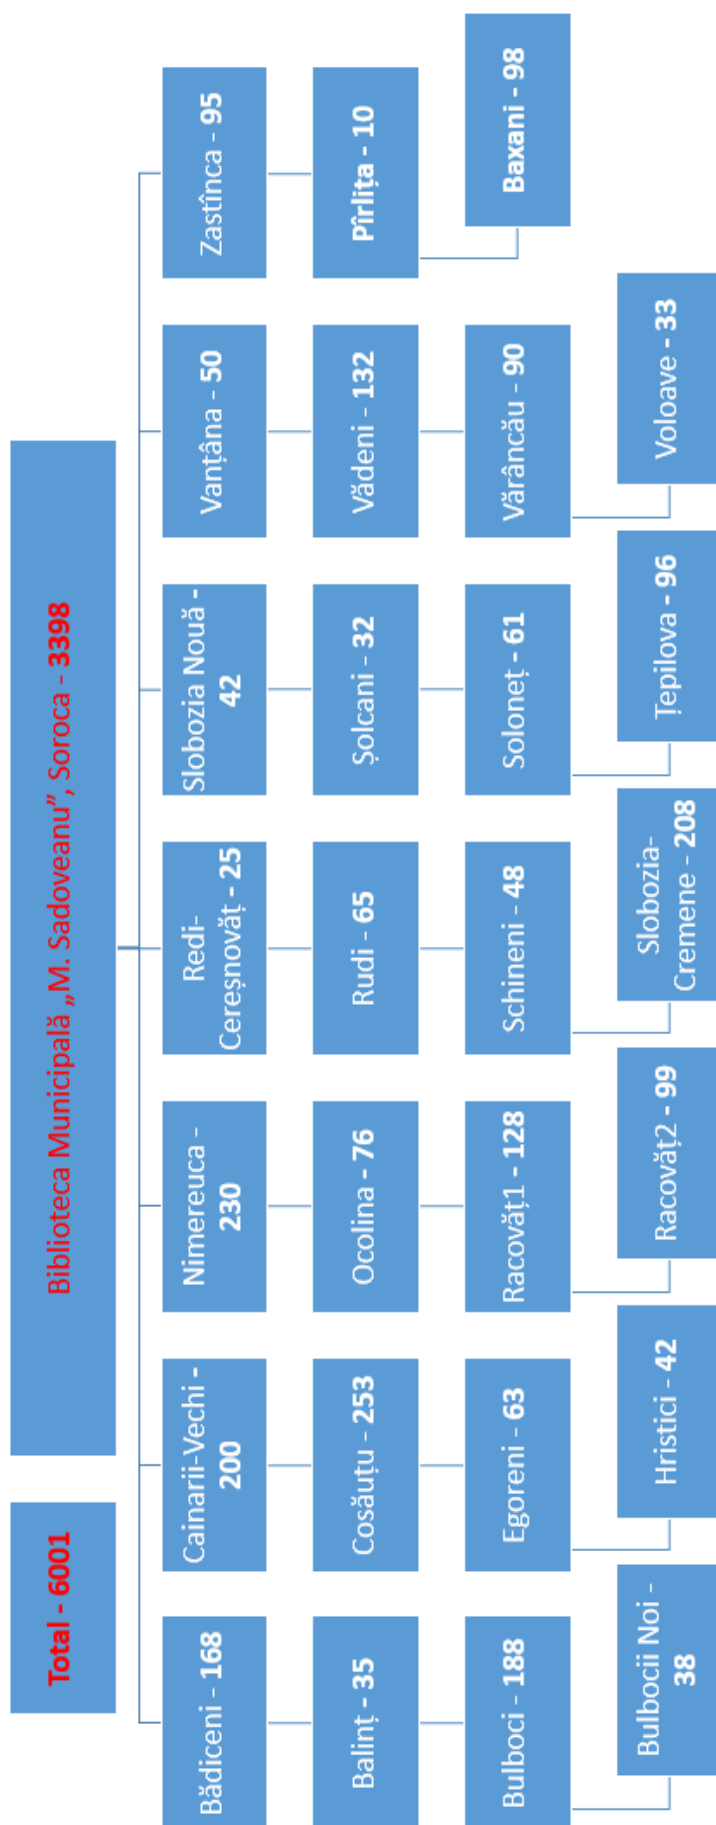 Total - 6001
Biblioteca Municipală „M. Sadoveanu”, Soroca - 3398
Bădiceni - 168
Balinț - 35
Bulboci - 188
Bulbocii Noi -
38
Cainarii-Vechi -
200
Cosăuțu - 253
Egoreni - 63
Hristici - 42
Nimereuca -
230
Ocolina - 76
Racovăț1 - 128
Racovăț2 - 99
Redi-
Cereșnovăț - 25
Rudi - 65
Schineni - 48
Slobozia-
Cremene - 208
Slobozia Nouă -
42
Șolcani - 32
Soloneț - 61
Țepilova - 96
Vanțâna - 50
Vădeni - 132
Vărâncău - 90
Voloave - 33
Zastînca - 95
Pîrlița - 10
Baxani - 98